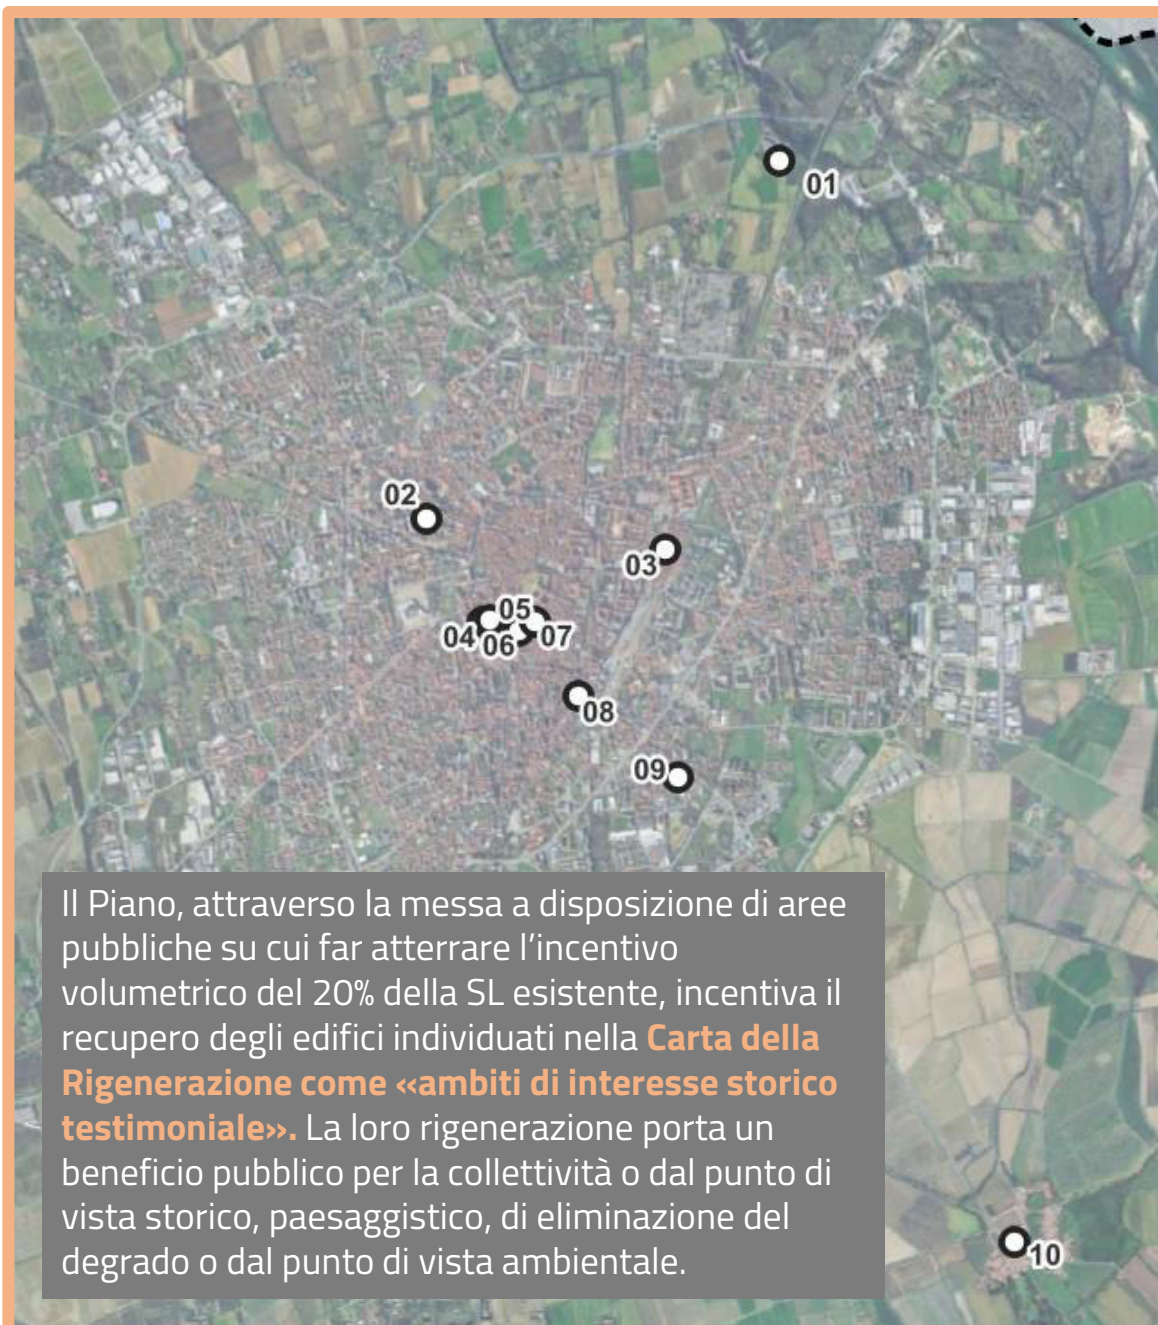 01
02
03
05
04
06
07
08
09
Il Piano, attraverso la messa a disposizione di aree
pubbliche su cui far atterrare l’incentivo
volumetrico del 20% della SL esistente, incentiva il
recupero degli edifici individuati nella Carta della
Rigenerazione come «ambiti di interesse storico
testimoniale». La loro rigenerazione porta un
beneficio pubblico per la collettività o dal punto di
vista storico, paesaggistico, di eliminazione del
degrado o dal punto di vista ambientale.
10